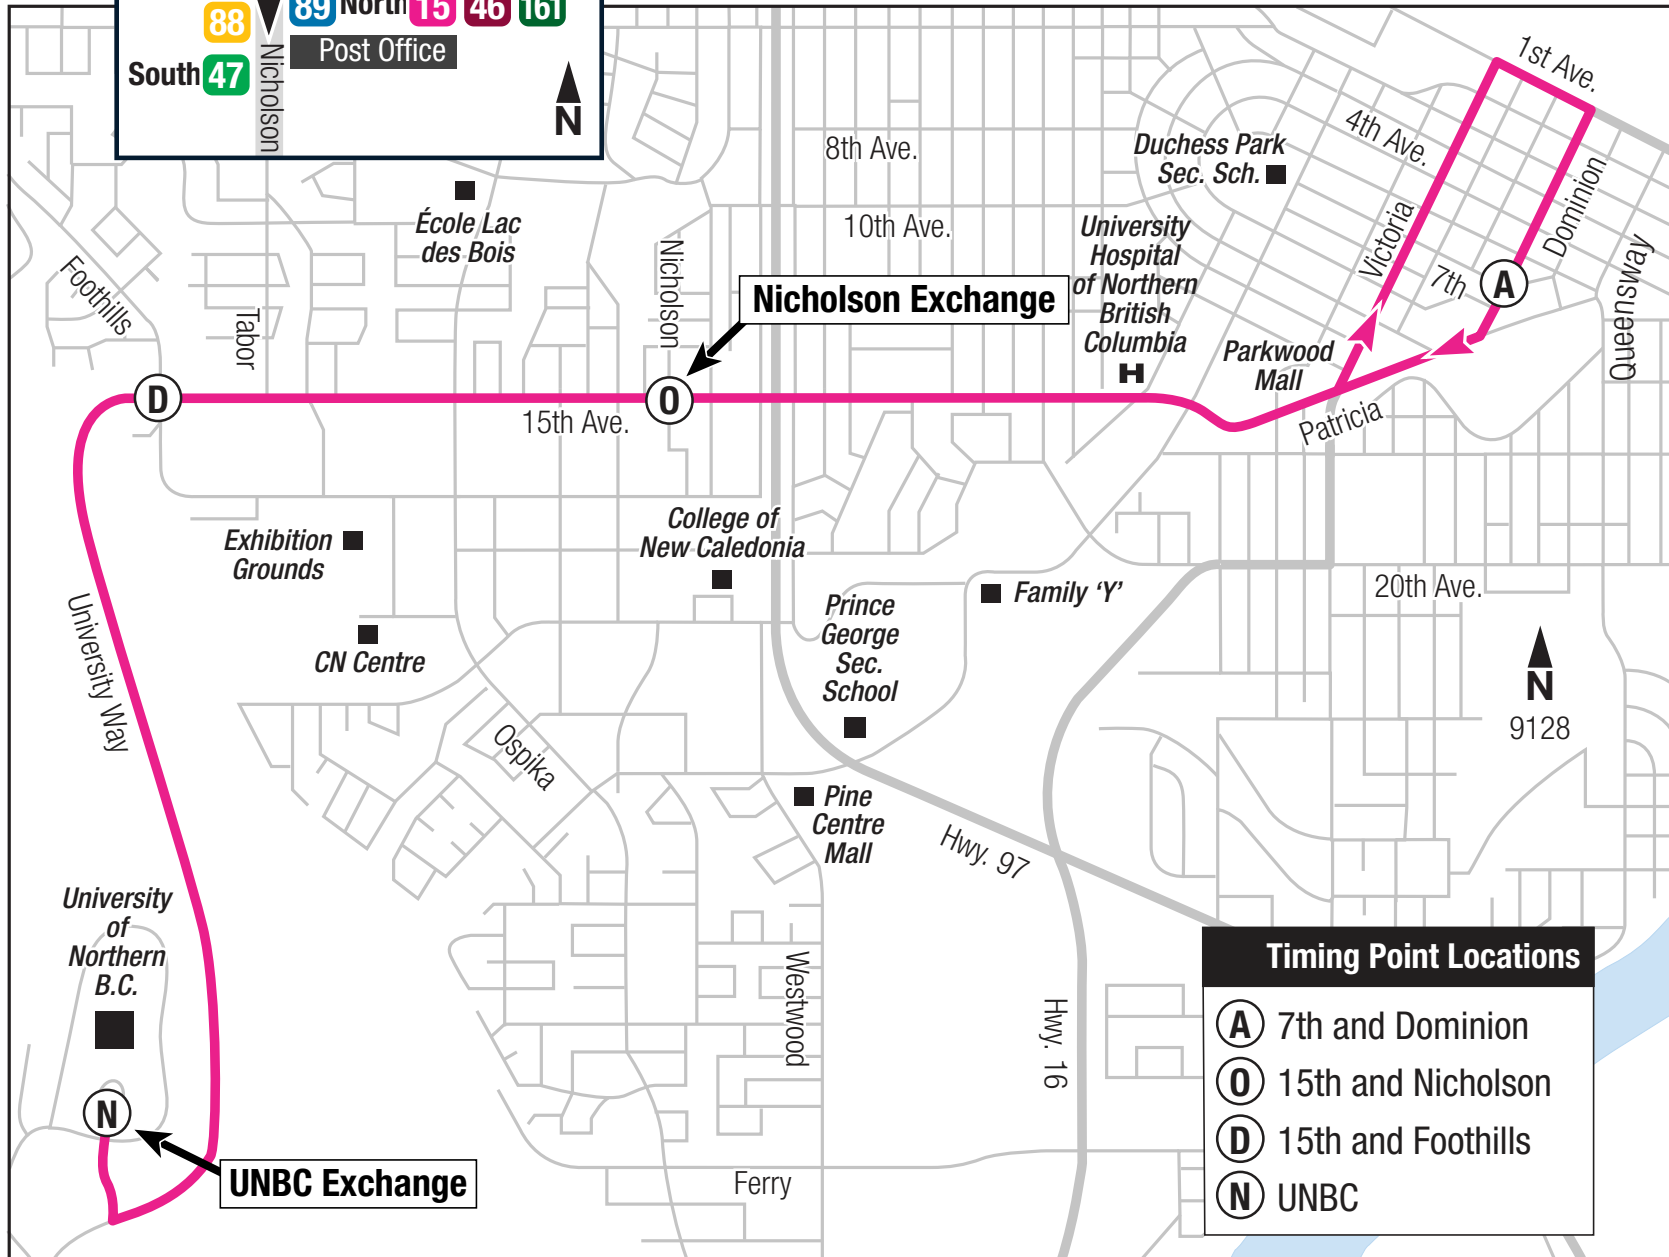 88
89 North 15 46 161
Post Office
South 47
Nicholson
N
1st Ave.
4th Ave.
8th Ave.
Duchess Park
Sec. Sch.
École Lac
des Bois
10th Ave.
University
Hospital
of Northern
British
Columbia
H
Victoria
Dominion
Queensway
7th
A
Foothills
Tabor
Nicholson
Nicholson Exchange
Parkwood
Mall
D
O
15th Ave.
Patricia
Exhibition
Grounds
College of
New Caledonia
Family ‘Y’
20th Ave.
Prince
George
Sec.
School
CN Centre
University Way
N
9128
Ospika
Pine
Centre
Mall
Hwy. 97
University
of
Northern
B.C.
Westwood
Hwy. 16
N
UNBC Exchange
Ferry
Timing Point Locations
A 7th and Dominion
O 15th and Nicholson
D 15th and Foothills
N UNBC